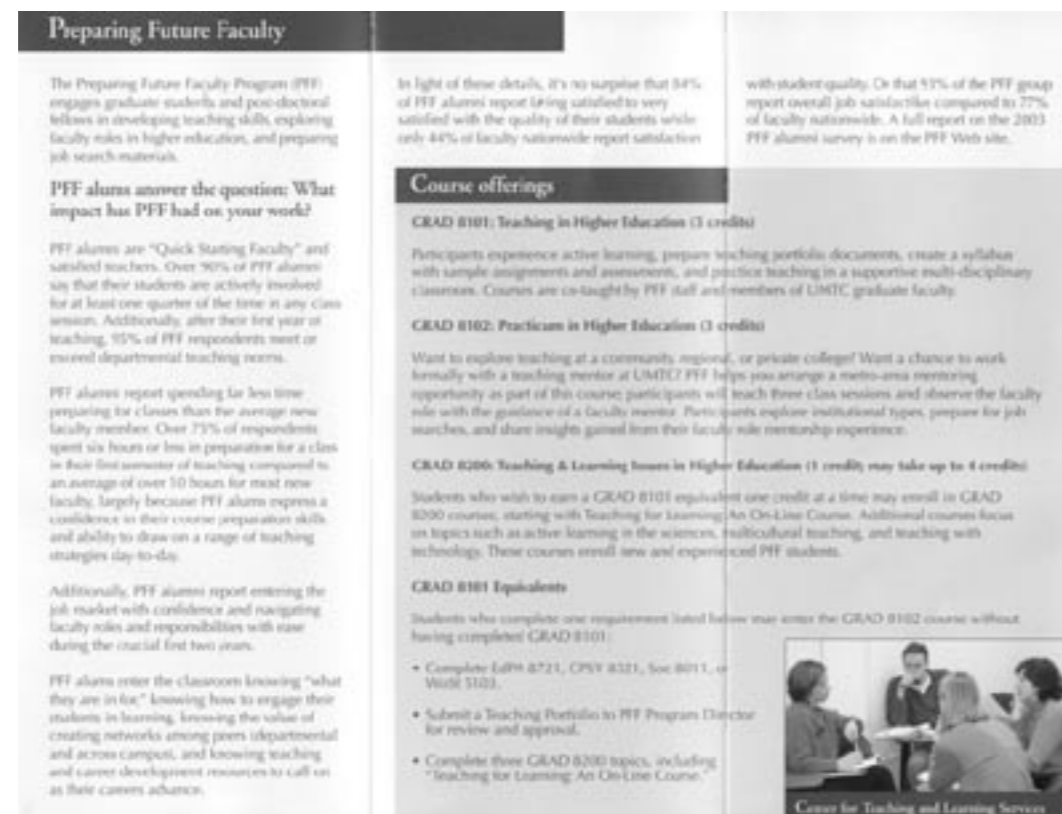 Preparing Future Faculty
The Preparing Future Faculty Program (PFF)
engages graduate students and post-doctoral
fellows in developing teaching skills, exploring
faculty roles in higher education, and preparing
job search materials.
PFF alums answer the question: What
impact has PFF had on your work?
PFF alumns are "Quick Starting Faculty" and
satisfied teachers. Over 90% of PFF alumni
say that their students are actively involved
for at least one quarter of the time in any class
session. Additionally, after their first year of
teaching, 95% of PFF respondents meet or
exceed departmental teaching norms.
PFF alumns report spending far less time
preparing for classes than the average new
faculty member. Over 75% of respondents
spent six hours or less in preparation for a class
in their first semester of teaching compared to
an average of over 10 hours for most new
faculty, largely because PFF alums express a
confidence in their course preparation skills
and ability to draw on a range of teaching
strategies day-to-day.
Additionally, PFF alumni report entering the
job market with confidence and navigating
faculty roles and responsibilities with ease
during the crucial first two years.
PFF alums enter the classroom knowing "what
they are in for," knowing how to engage their
students in learning, knowing the value of
creating networks among peers (departmental
and across campus), and knowing teaching
and career development resources to call on
as their careers advance.
In light of these details, it's no surprise that 84%
of PFF alumni report being satisfied to very
satisfied with the quality of their students while
only 44% of faculty nationwide report satisfaction
with student quality. Or that 93% of the PFF group
report overall job compared to 77%
of faculty nationwide. A full report on the 2003
PFF alumni survey is on the PFF Web site.
Course offerings
GRAD 8101: Teaching in Higher Education (3 credits)
Participants experience active learning, prepare teaching portfolio documents, create a syllabus
with sample assignments and assessments, and practice teaching in a supportive multi-disciplinary
classroom. Courses are co-taught by PFF staff and members of UMTC graduate faculty.
GRAD 8102: Practicum in Higher Education (3 credits)
Want to explore teaching at a community, regional, or private college? Want a chance to work
formally with a teaching mentor at UMTC? PFF helps you arrange a metro-area mentoring
opportunity as part of this course; participants will teach three class sessions and observe the faculty
role with the guidance of a faculty mentor. Participants explore institutional types, prepare for job
searches, and share insights gained from their faculty role mentorship experience.
GRAD 8200: Teaching & Learning Issues in Higher Education (1 credit; may take up to 4 credits)
Students who wish to earn a GRAD 8101 equivalent one credit at a time may enroll in GRAD
8200 courses, starting with Teaching for Learning: An On-Line Course. Additional courses focus
on topics such as active learning in the sciences, multicultural teaching, and teaching with
technology. These courses enroll new and experienced PFF students.
GRAD 8101 Equivalents
Students who complete one requirement listed below may enter the GRAD 8102 course without
having completed GRAD 8101:
• Complete EdPA 8721, CPSY 8321, Soc 8011, or
5103.
• Submit a Teaching Portfolio to PFF Program Director
for review and approval.
• Complete three GRAD 8200 topics, including
"Teaching for Learning: An On-Line Course."
Center for Teaching and Learning Services